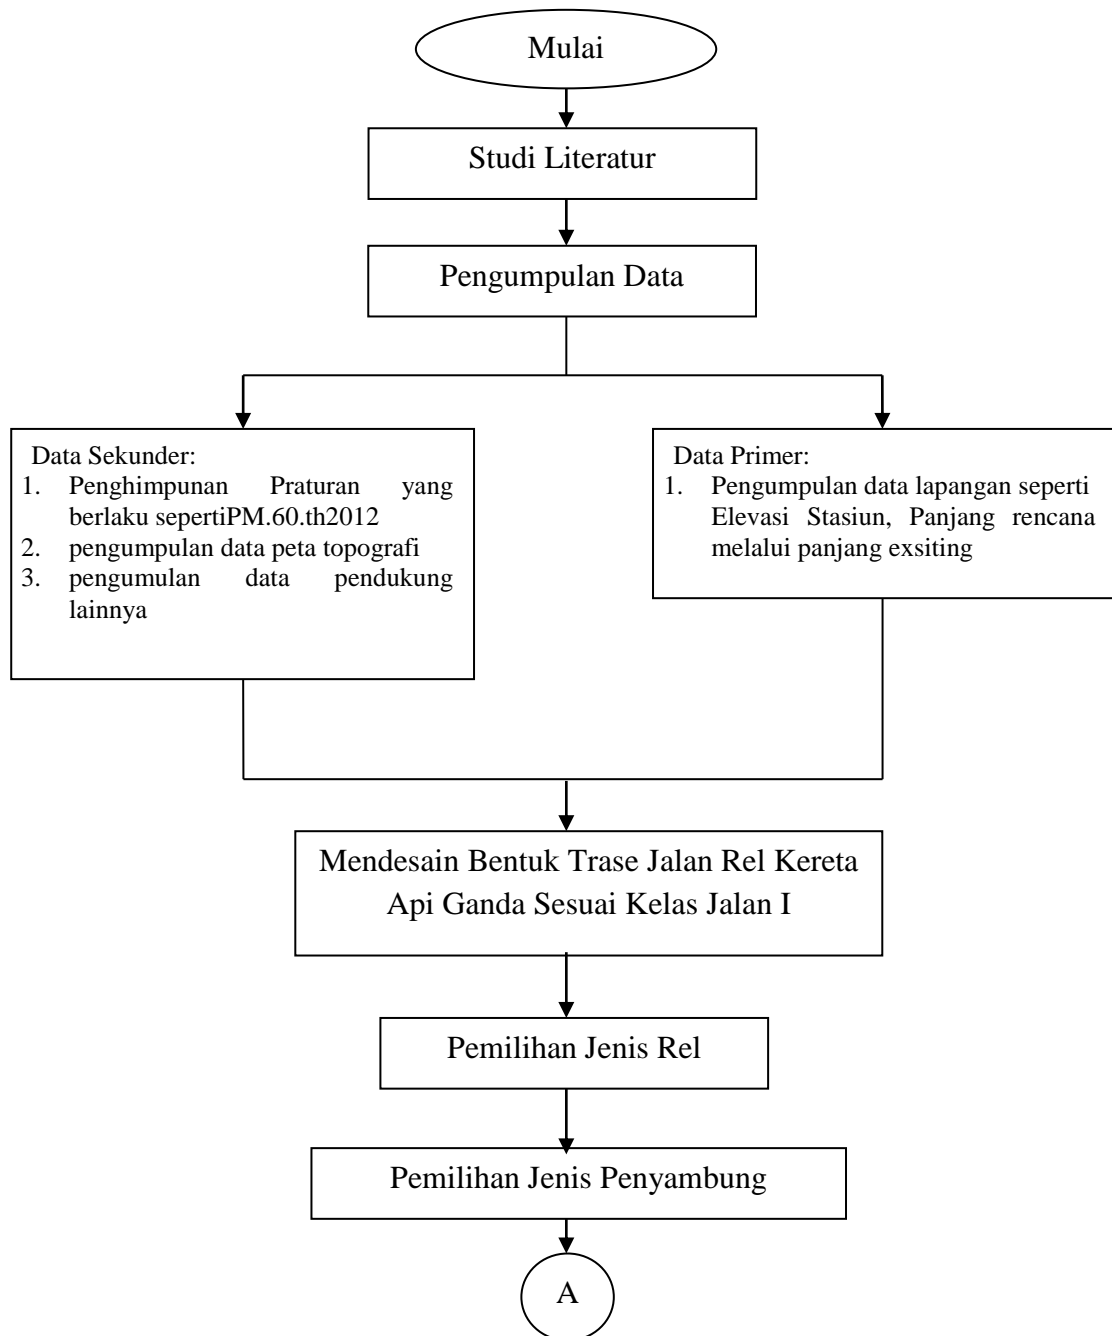 Mulai
Studi Literatur
Pengumpulan Data
Data Sekunder:
1. Penghimpunan Praturan yang
berlaku sepertiPM.60.th2012
2. pengumpulan data peta topografi
3. pengumulan data pendukung
lainnya
Data Primer:
1. Pengumpulan data lapangan seperti
Elevasi Stasiun, Panjang rencana
melalui panjang exsiting
Mendesain Bentuk Trase Jalan Rel Kereta
Api Ganda Sesuai Kelas Jalan I
Pemilihan Jenis Rel
Pemilihan Jenis Penyambung
A